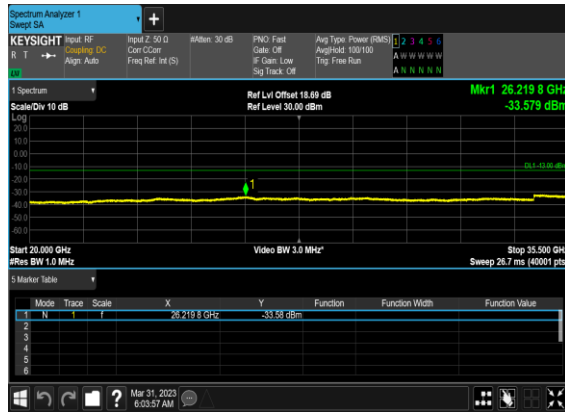 Spectrum Analyzer 1
Swept SA
+
KEYSIGHT Input: RF Input Z: 50 Ω #Atten: 30 dB PNO: Fast Avg Type: Power (RMS) 1 2 3 4 5 6
R T Coupling: DC Corr CCorr Gate: Off Avg|Hold: 100/100 A W W W W W
Align: Auto Freq Ref: Int (S) IF Gain: Low Trig: Free Run
Sig Track: Off A N N N N N
LW
1 Spectrum
Ref Lvl Offset 18.69 dB Mkr1 26.219 8 GHz
Scale/Div 10 dB Ref Level 30.00 dBm -33.579 dBm
Log
20.0
10.0
0.00
-10.0 DL1 -13.00 dBm
-20.0
-30.0 1
-40.0
-50.0
-60.0
Start 20.000 GHz Video BW 3.0 MHz* Stop 35.500 GHz
#Res BW 1.0 MHz Sweep 26.7 ms (40001 pts)
5 Marker Table
Mode Trace Scale X Y Function Function Width Function Value
1 N 1 f 26.219 8 GHz -33.58 dBm
2
3
4
5
6
? Mar 31, 2023
6:03:57 AM